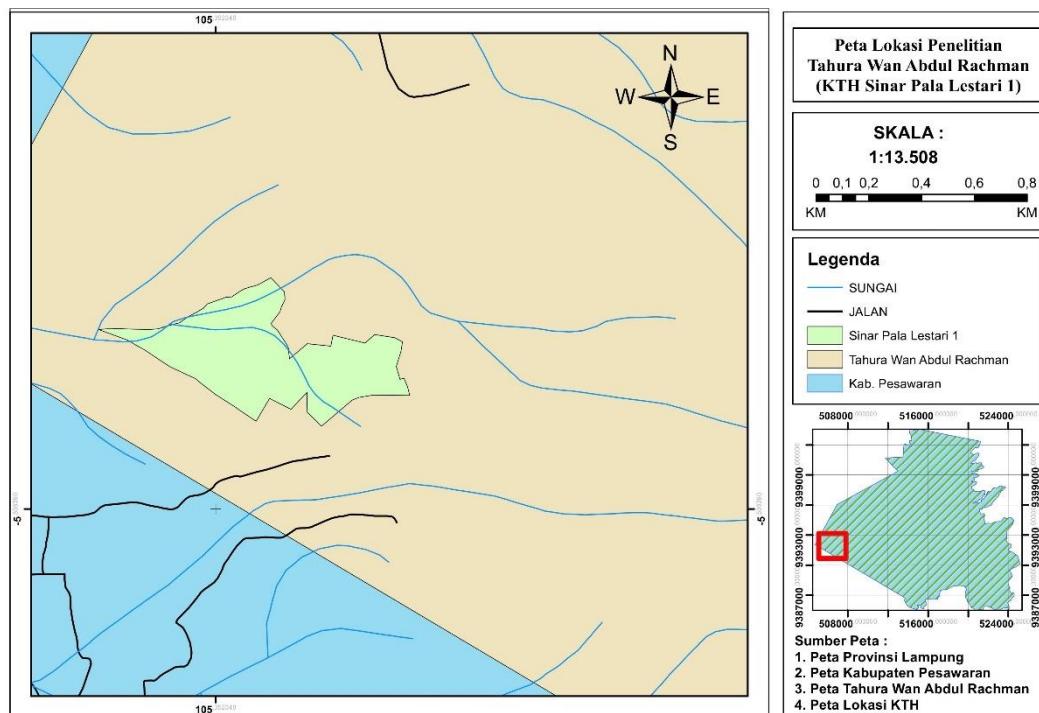 105
N
W E
S
-5
-5
105
Peta Lokasi Penelitian
Tahura Wan Abdul Rachman
(KTH Sinar Pala Lestari 1)
SKALA :
1:13.508
0 0,1 0,2 0,4 0,6 0,8
KM KM
Legenda
SUNGAI
JALAN
Sinar Pala Lestari 1
Tahura Wan Abdul Rachman
Kab. Pesawaran
508000 516000 524000
9399000 9399000
9393000 9393000
9387000 9387000
508000 516000 524000
Sumber Peta :
1. Peta Provinsi Lampung
2. Peta Kabupaten Pesawaran
3. Peta Tahura Wan Abdul Rachman
4. Peta Lokasi KTH